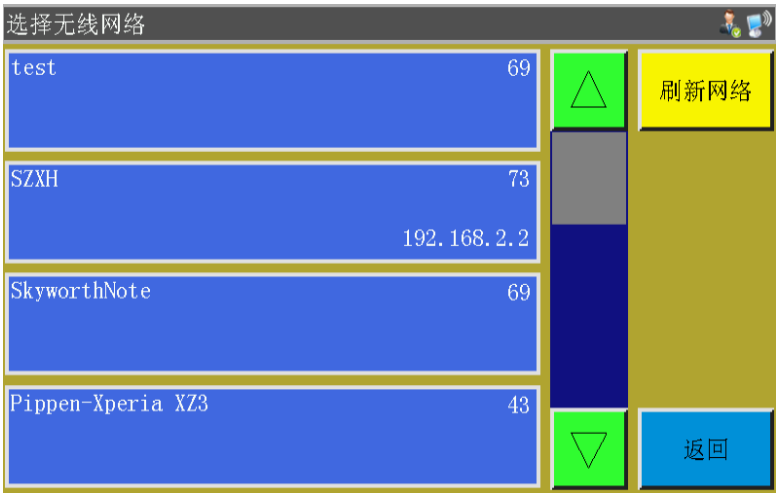 选择无线网络
test 69
刷新网络
SZXH 73
192.168.2.2
SkyworthNote 69
Pippen-Xperia XZ3 43
返回